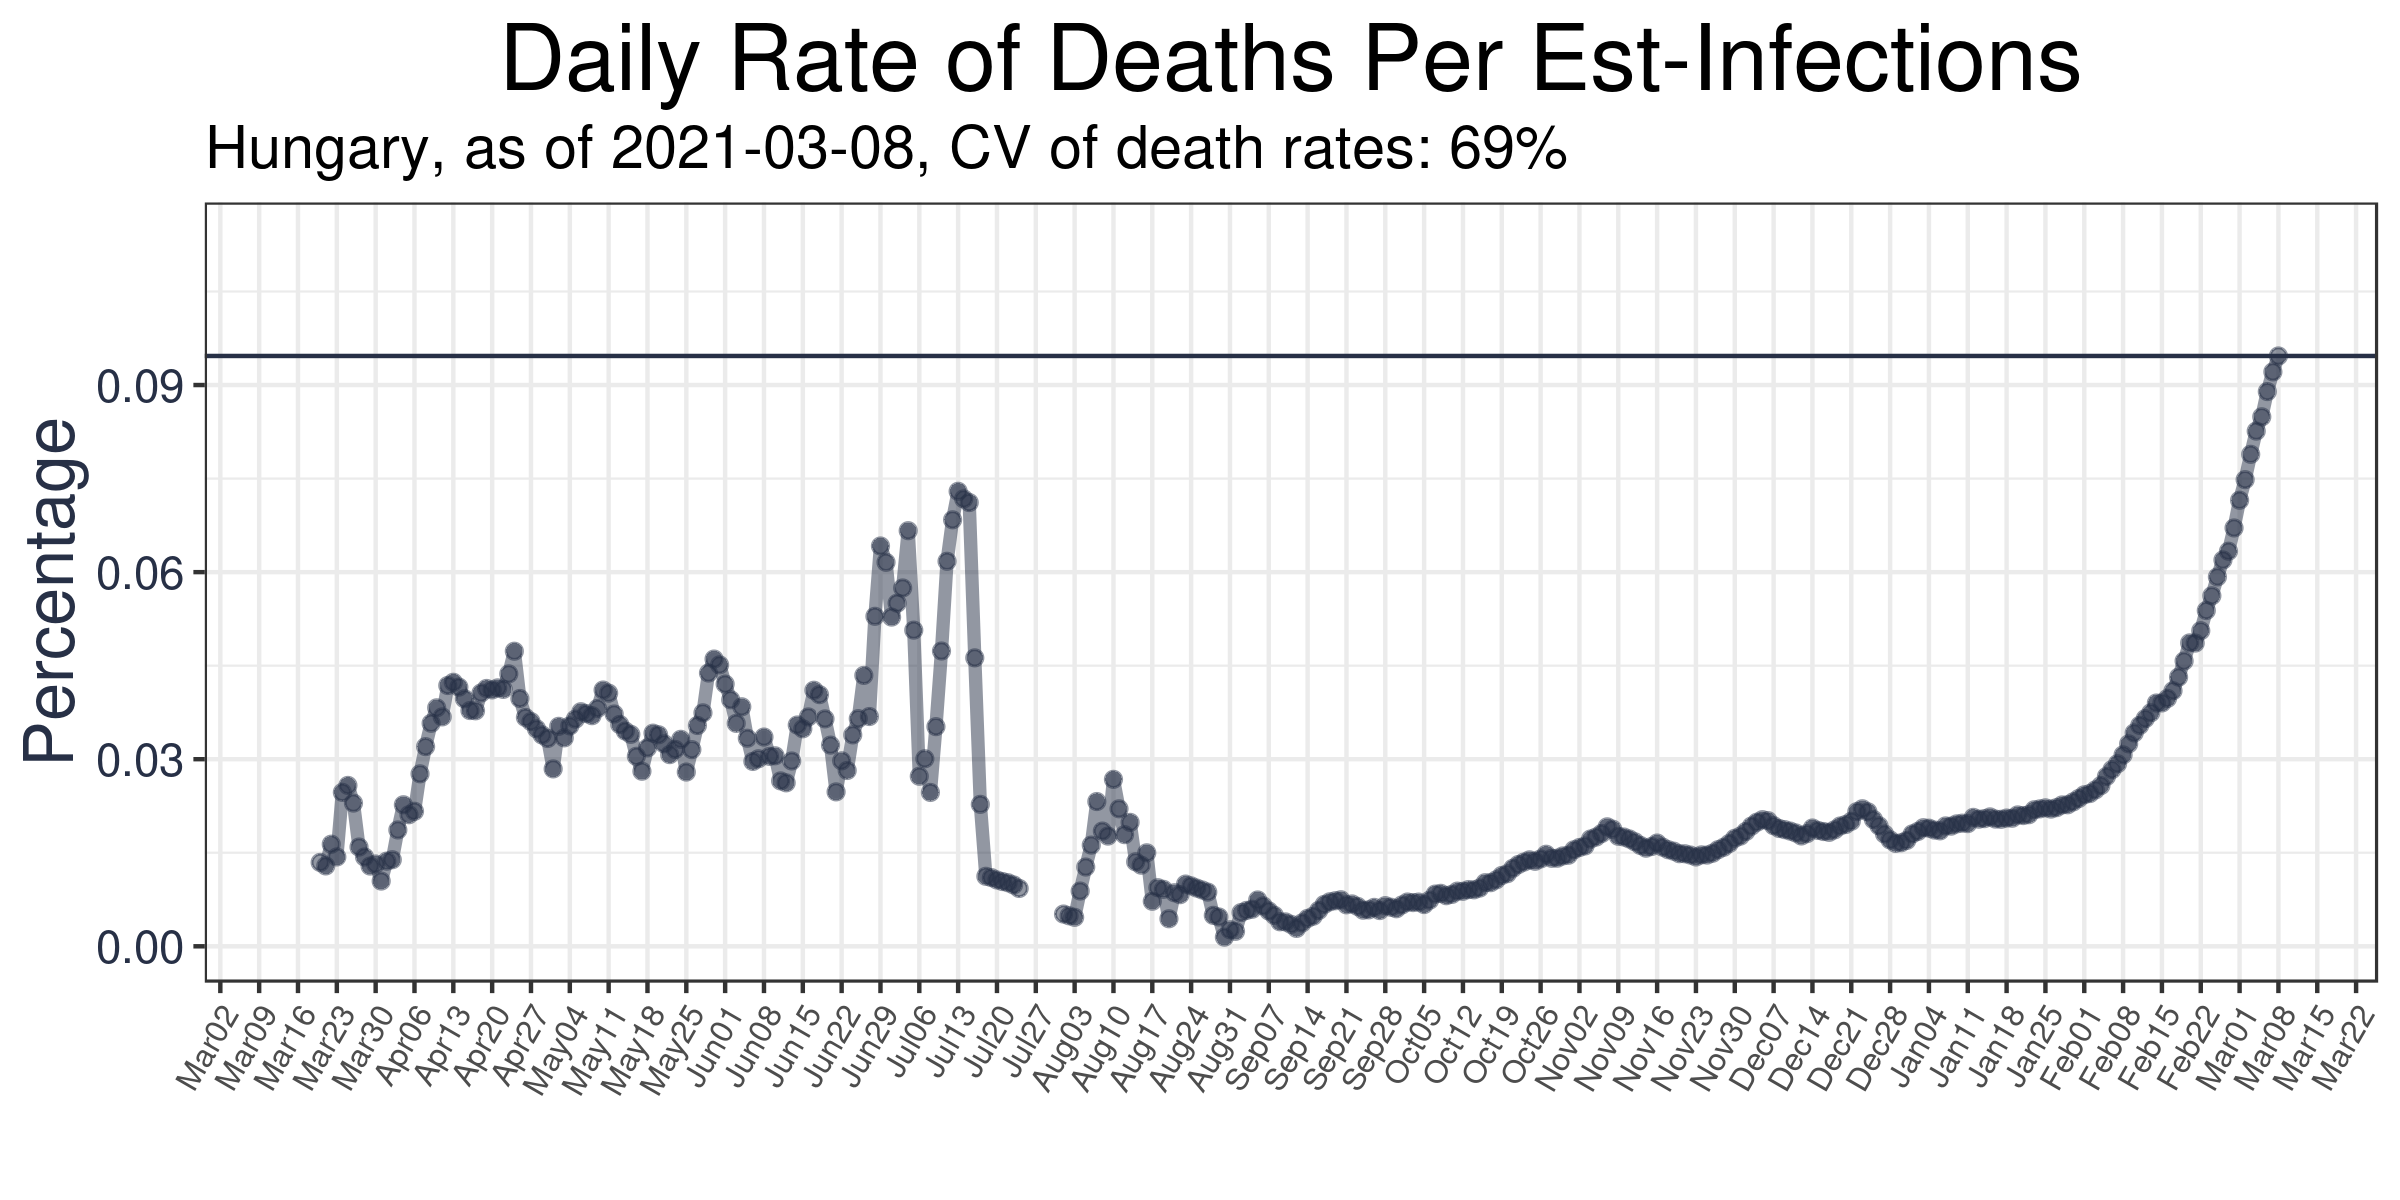 Daily Rate of Deaths Per Est-Infections
Hungary, as of 2021-03-08, CV of death rates: 69%
Percentage
0.09
0.06
0.03
0.00
Mar02
Mar09
Mar16
Mar23
Mar30
Apr06
Apr13
Apr20
Apr27
May04
May11
May18
May25
Jun01
Jun08
Jun15
Jun22
Jun29
Jul06
Jul13
Jul20
Jul27
Aug03
Aug10
Aug17
Aug24
Aug31
Sep07
Sep14
Sep21
Sep28
Oct05
Oct12
Oct19
Oct26
Nov02
Nov09
Nov16
Nov23
Nov30
Dec07
Dec14
Dec21
Dec28
Jan04
Jan11
Jan18
Jan25
Feb01
Feb08
Feb15
Feb22
Mar01
Mar08
Mar15
Mar22